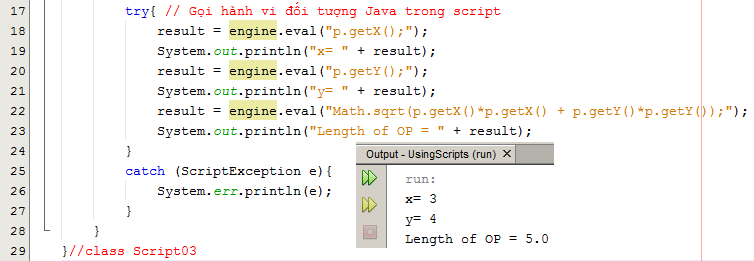 17 try{ // Gọi hành vi đối tượng Java trong script
18 result = engine.eval("p.getX();");
19 System.out.println("x= " + result);
20 result = engine.eval("p.getY();");
21 System.out.println("y= " + result);
22 result = engine.eval("Math.sqrt(p.getX()*p.getX() + p.getY()*p.getY());");
23 System.out.println("Length of OP = " + result);
24 }
25 catch (ScriptException e){
26 System.err.println(e);
27 }
28 }
29 }//class Script03
Output - UsingScripts (run) X
run:
x= 3
y= 4
Length of OP = 5.0